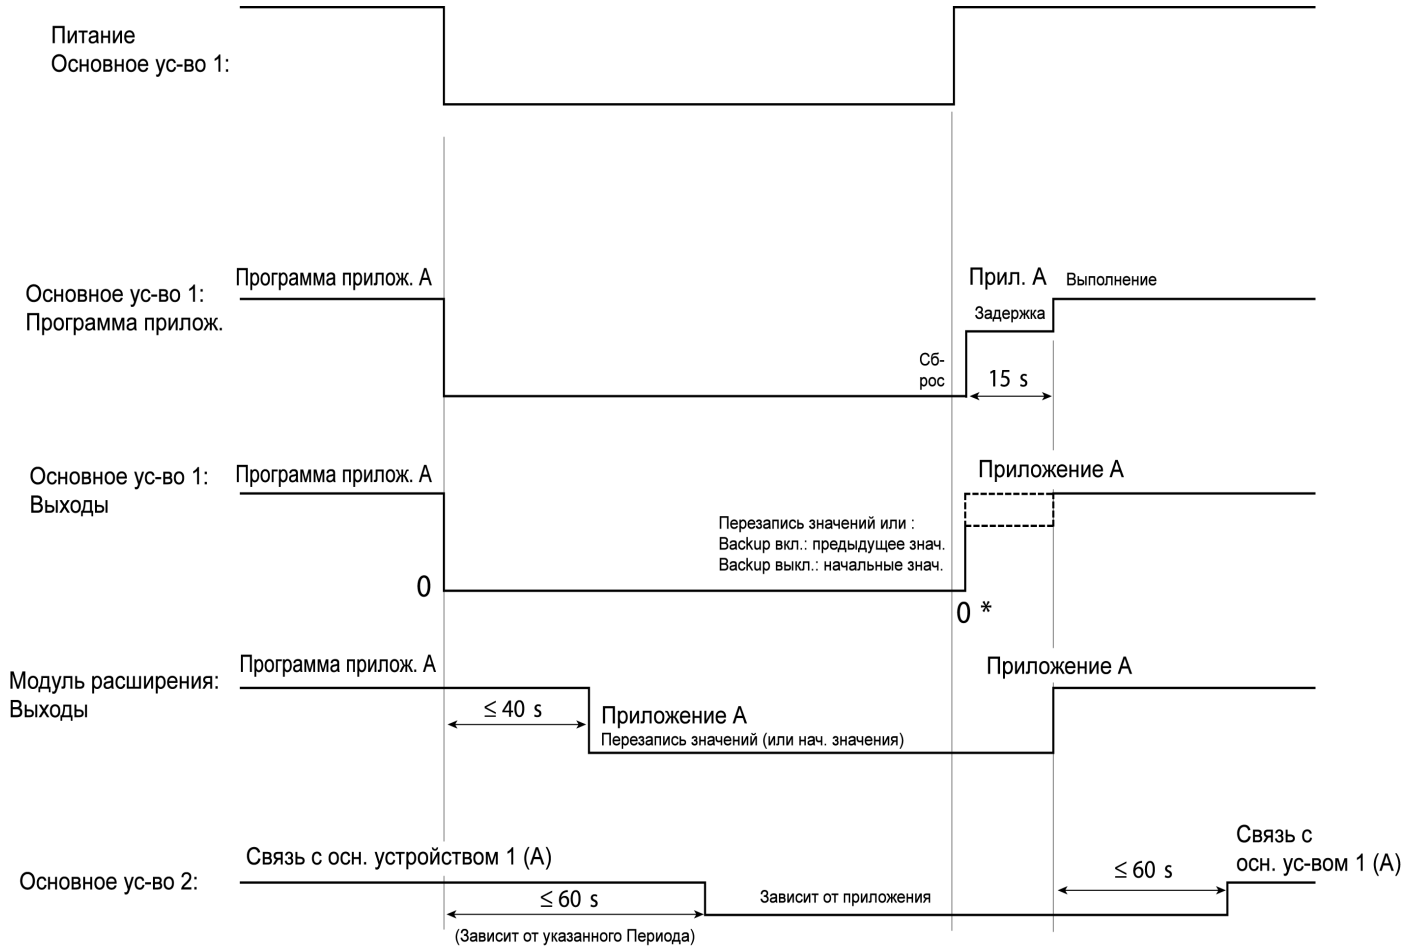 Питание
Основное ус-во 1:
Основное ус-во 1:
Программа прилож.
Программа прилож. А
Прил. А
Выполнение
Задержка
Сб-
рос
15 s
Основное ус-во 1:
Выходы
Программа прилож. А
Приложение А
Перезапись значений или :
Backup вкл.: предыдущее знач.
Backup выкл.: начальные знач.
0
0 *
Модуль расширения:
Выходы
Программа прилож. А
Приложение А
≤ 40 s
Приложение А
Перезапись значений (или нач. значения)
Основное ус-во 2:
Связь с осн. устройством 1 (А)
≤ 60 s
(Зависит от указанного Периода)
Зависит от приложения
≤ 60 s
Связь с
осн. ус-вом 1 (А)